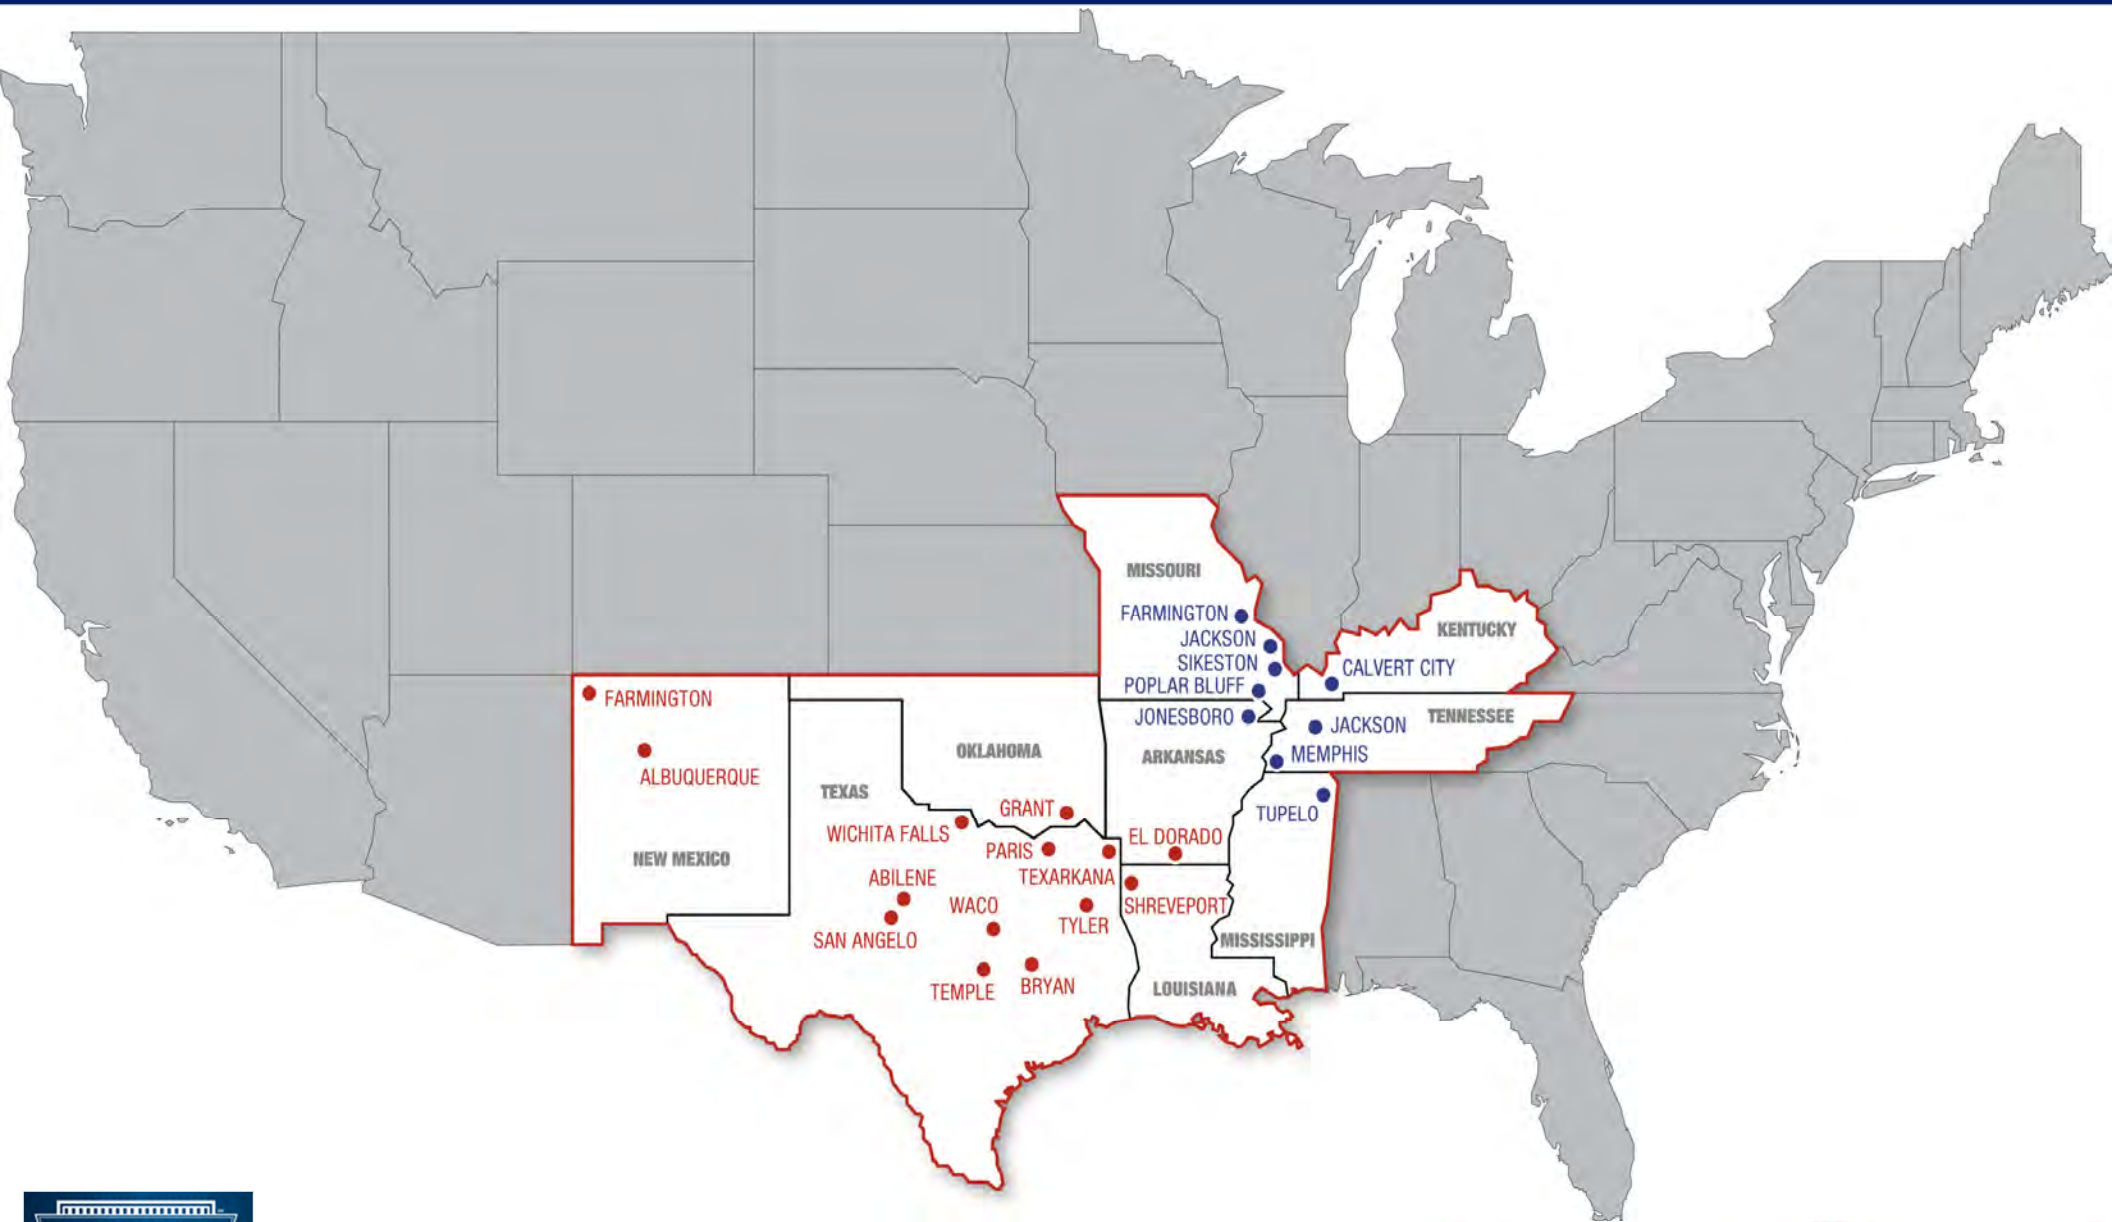 MISSOURI
FARMINGTON
JACKSON
SIKESTON
POPLAR BLUFF
JONESBORO
KENTUCKY
CALVERT CITY
TENNESSEE
JACKSON
MEMPHIS
TUPELO
MISSISSIPPI
FARMINGTON
ALBUQUERQUE
NEW MEXICO
OKLAHOMA
GRANT
TEXAS
WICHITA FALLS
PARIS
TEXARKANA
ABILENE
SAN ANGELO
WACO
TYLER
TEMPLE
BRYAN
ARKANSAS
EL DORADO
SHREVEPORT
LOUISIANA